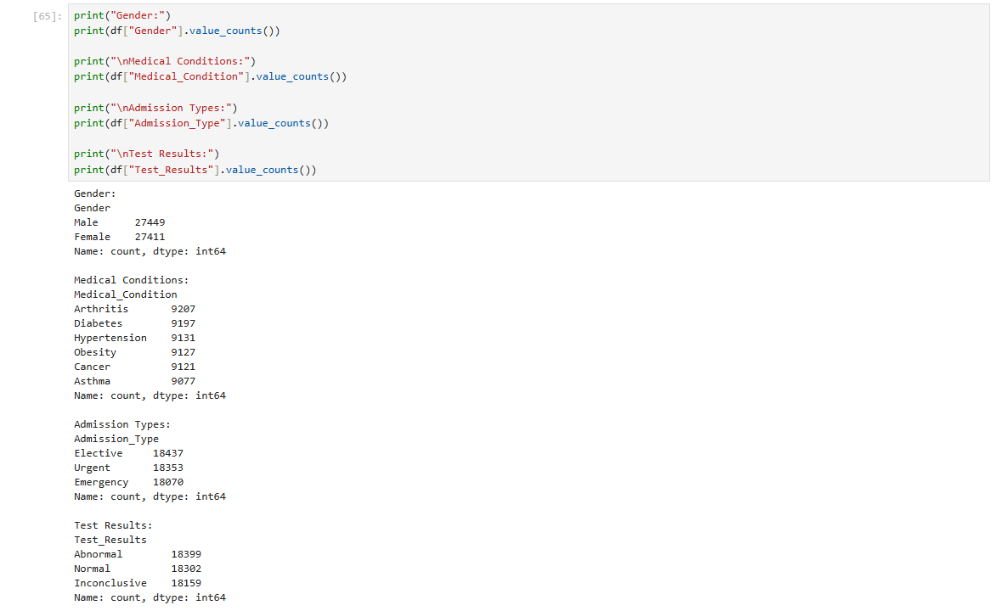 [65]:
print("Gender:")
print(df["Gender"].value_counts())
print("\nMedical Conditions:")
print(df["Medical_Condition"].value_counts())
print("\nAdmission Types:")
print(df["Admission_Type"].value_counts())
print("\nTest Results:")
print(df["Test_Results"].value_counts())
Gender:
Gender
Male      27449
Female    27411
Name: count, dtype: int64
Medical Conditions:
Medical_Condition
Arthritis       9207
Diabetes        9197
Hypertension    9131
Obesity         9127
Cancer          9121
Asthma          9077
Name: count, dtype: int64
Admission Types:
Admission_Type
Elective     18437
Urgent       18353
Emergency    18070
Name: count, dtype: int64
Test Results:
Test_Results
Abnormal        18399
Normal          18302
Inconclusive    18159
Name: count, dtype: int64